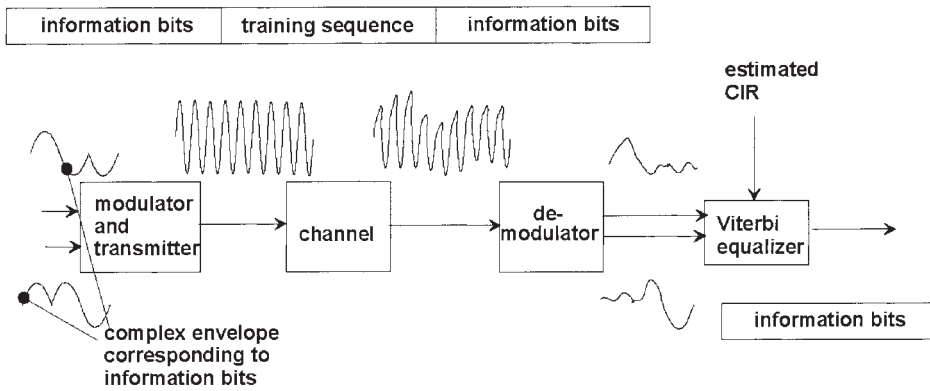 information bits
training sequence
information bits
estimated
CIR
modulator
and
transmitter
channel
de-
modulator
Viterbi
equalizer
complex envelope
corresponding to
information bits
information bits